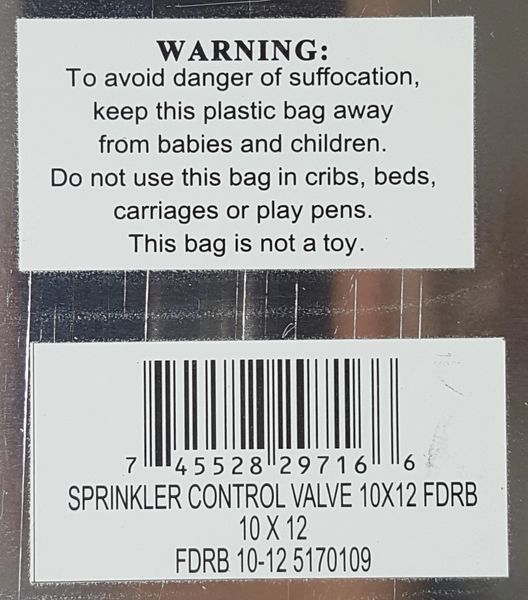 WARNING:
To avoid danger of suffocation,
keep this plastic bag away
from babies and children.
Do not use this bag in cribs, beds,
carriages or play pens.
This bag is not a toy.
7 45528 29716 6
SPRINKLER CONTROL VALVE 10X12 FDRB
10 X 12
FDRB 10-12 5170109